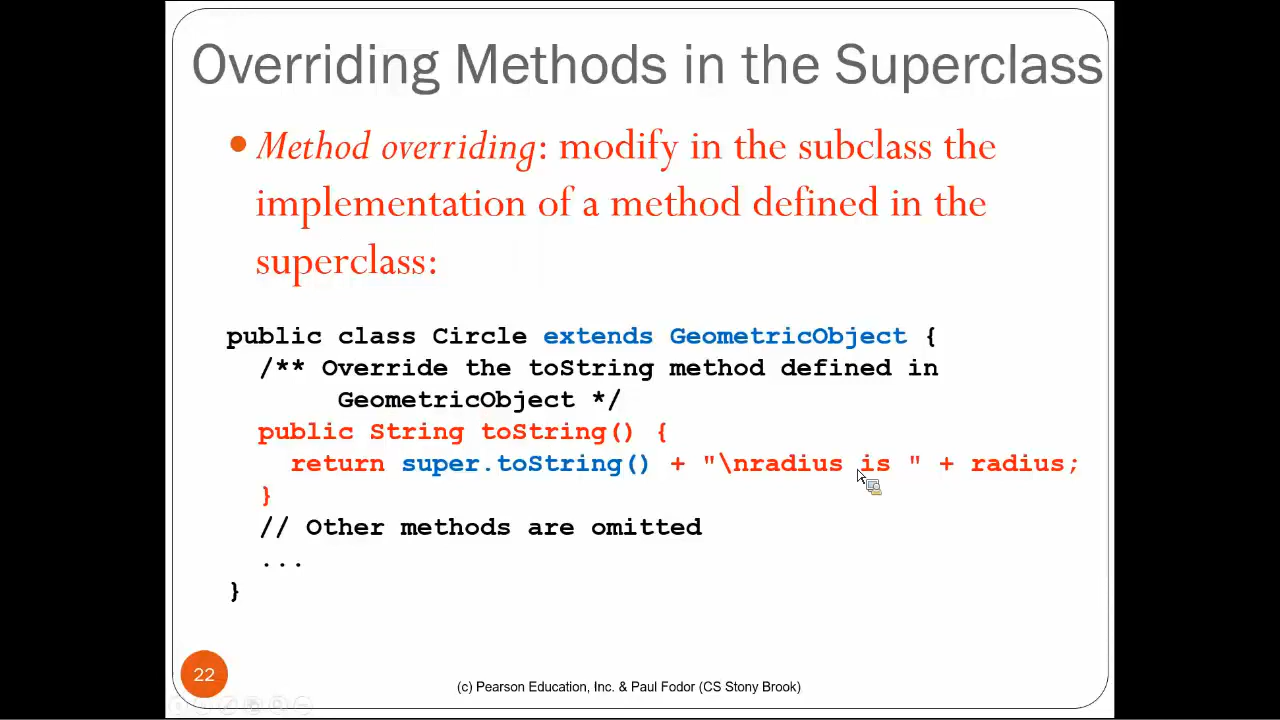 Overriding Methods in the Superclass
• Method overriding: modify in the subclass the
implementation of a method defined in the
superclass:
public class Circle extends GeometricObject {
/** Override the toString method defined in
GeometricObject */
public String toString() {
return super.toString() + "\nradius is " + radius;
}
// Other methods are omitted
...
}
22
(c) Pearson Education, Inc. & Paul Fodor (CS Stony Brook)